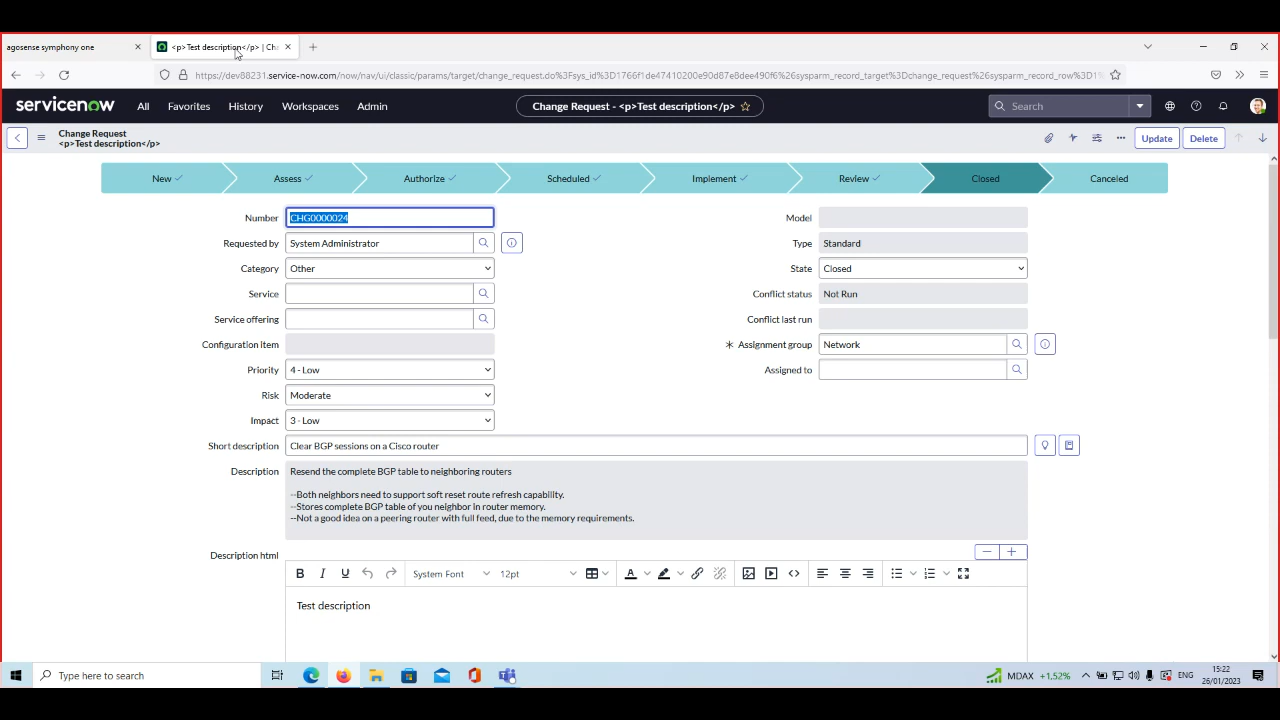 agosense symphony one
<p>Test description</p> | Cha
https://dev88231.service-now.com/now/nav/ui/classic/params/target/change_request.do%3Fsys_id%3D1766f1de47410200e90d87e8dee490f6%26sysparm_record_target%3Dchange_request%26sysparm_record_row%3D1%
servicenow
All
Favorites
History
Workspaces
Admin
Change Request - <p>Test description</p>
Search
Change Request
<p>Test description</p>
Update
Delete
New
Assess
Authorize
Scheduled
Implement
Review
Closed
Canceled
Number
CHG0000024
Model
Requested by
System Administrator
Type
Standard
Category
Other
State
Closed
Service
Conflict status
Not Run
Service offering
Conflict last run
Configuration item
Assignment group
Network
Priority
4 - Low
Assigned to
Risk
Moderate
Impact
3 - Low
Short description
Clear BGP sessions on a Cisco router
Description
Resend the complete BGP table to neighboring routers
--Both neighbors need to support soft reset route refresh capability.
--Stores complete BGP table of you neighbor in router memory.
--Not a good idea on a peering router with full feed, due to the memory requirements.
Description html
B I U
System Font
12pt
A
Test description
Type here to search
MDAX +1,52%
ENG
15:22
26/01/2023